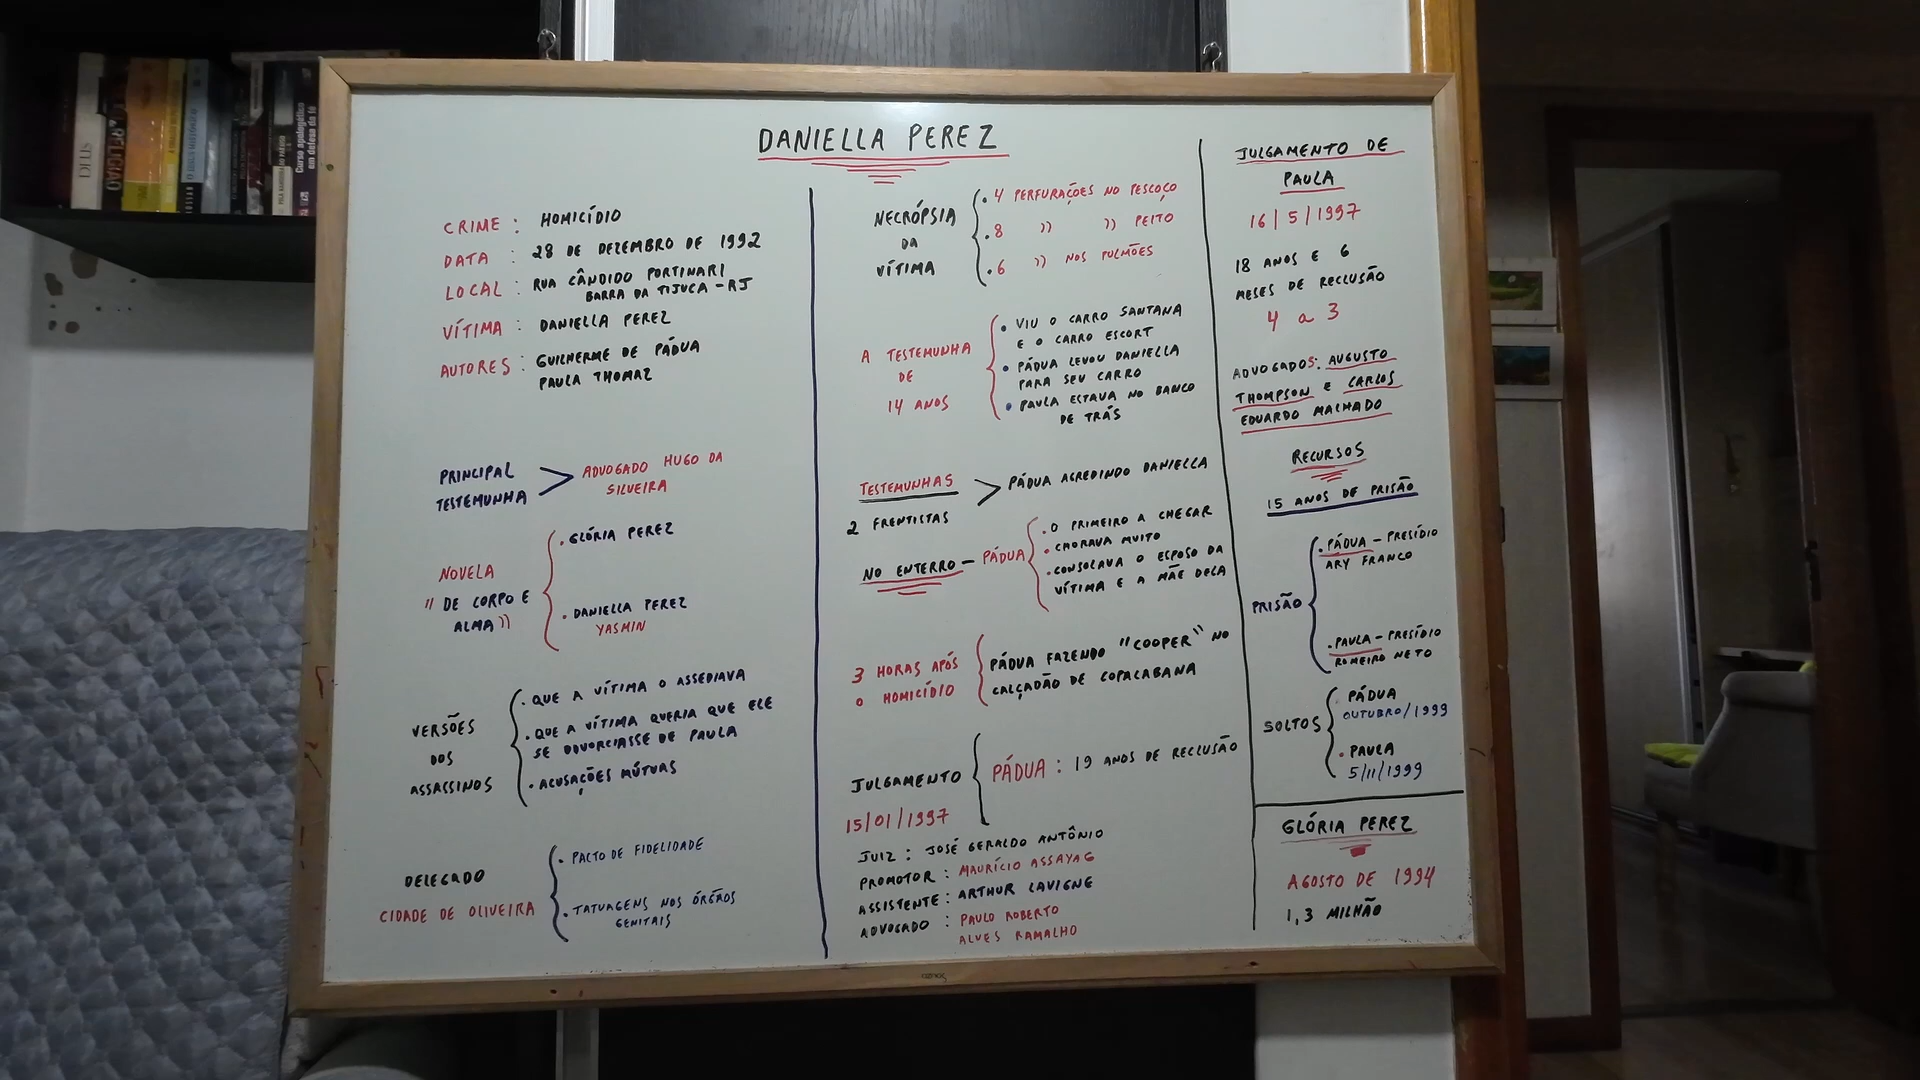 DANIELLA PEREZ
CRIME : HOMICÍDIO
DATA : 28 DE DEZEMBRO DE 1992
LOCAL : RUA CÂNDIDO PORTINARI
BARRA DA TIJUCA - RJ
VÍTIMA : DANIELLA PEREZ
AUTORES : GUILHERME DE PÁDUA
PAULA THOMAZ
PRINCIPAL
TESTEMUNHA > ADVOGADO HUGO DA
SILVEIRA
NOVELA
"DE CORPO E
ALMA"
. GLÓRIA PEREZ
. DANIELLA PEREZ
YASMIN
VERSÕES
DOS
ASSASSINOS
. QUE A VÍTIMA O ASSEDIAVA
. QUE A VÍTIMA QUERIA QUE ELE
SE DIVORCIASSE DE PAULA
. ACUSAÇÕES MÚTUAS
DELEGADO
CIDADE DE OLIVEIRA
. PACTO DE FIDELIDADE
. TATUAGENS NOS ÓRGÃOS
GENITAIS
NECRÓPSIA
DA
VÍTIMA
. 4 PERFURAÇÕES NO PESCOÇO
. 8 " " PEITO
. 6 " NOS PULMÕES
A TESTEMUNHA
DE
14 ANOS
• VIU O CARRO SANTANA
E O CARRO ESCORT
• PÁDUA LEVOU DANIELLA
PARA SEU CARRO
• PAULA ESTAVA NO BANCO
DE TRÁS
TESTEMUNHAS > PÁDUA AGREDINDO DANIELLA
2 FRENTISTAS
NO ENTERRO - PÁDUA
. O PRIMEIRO A CHEGAR
. CHORAVA MUITO
. CONSOLAVA O ESPOSO DA
VÍTIMA E A MÃE DELA
3 HORAS APÓS
O HOMICÍDIO
PÁDUA FAZENDO "COOPER" NO
CALÇADÃO DE COPACABANA
JULGAMENTO
15/01/1997
PÁDUA : 19 ANOS DE RECLUSÃO
JUIZ : JOSÉ GERALDO ANTÔNIO
PROMOTOR : MAURÍCIO ASSAYAG
ASSISTENTE : ARTHUR LAVIGNE
ADVOGADO : PAULO ROBERTO
ALVES RAMALHO
JULGAMENTO DE
PAULA
16/5/1997
18 ANOS E 6
MESES DE RECLUSÃO
4 a 3
ADVOGADOS: AUGUSTO
THOMPSON E CARLOS
EDUARDO MACHADO
RECURSOS
15 ANOS DE PRISÃO
PRISÃO
. PÁDUA - PRESÍDIO
ARY FRANCO
. PAULA - PRESÍDIO
ROMEIRO NETO
SOLTOS
. PÁDUA
OUTUBRO/1999
. PAULA
5/11/1999
GLÓRIA PEREZ
AGOSTO DE 1994
1,3 MILHÃO
Curso apologético
em defesa da fé